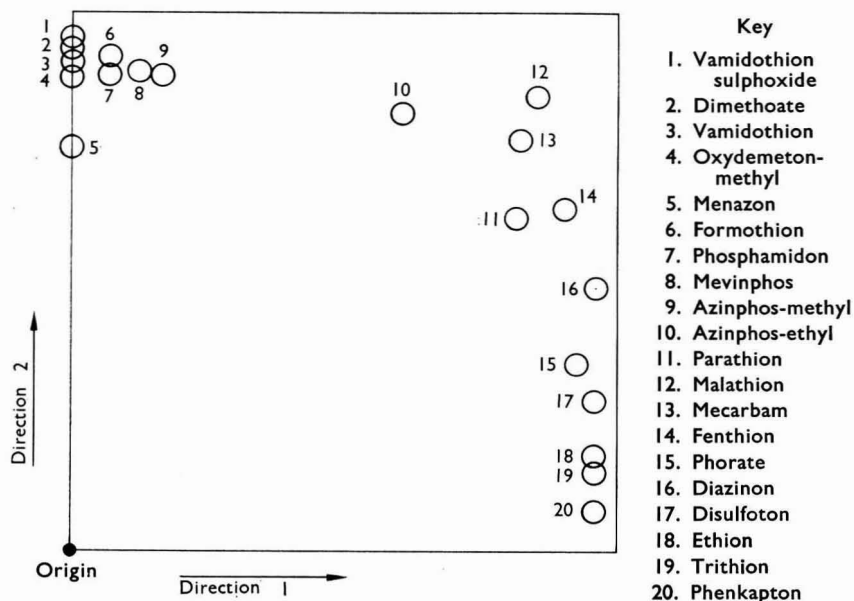 1
2
3
4
5
6
7
8
9
10
12
13
11
14
16
15
17
18
19
20
Direction 2
Origin
Direction 1
Key
1. Vamidothion
sulphoxide
2. Dimethoate
3. Vamidothion
4. Oxydemeton-
methyl
5. Menazon
6. Formothion
7. Phosphamidon
8. Mevinphos
9. Azinphos-methyl
10. Azinphos-ethyl
11. Parathion
12. Malathion
13. Mecarbam
14. Fenthion
15. Phorate
16. Diazinon
17. Disulfoton
18. Ethion
19. Trithion
20. Phenkapton